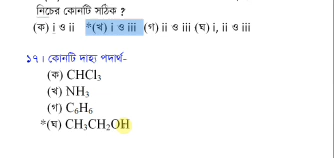 নিচের কোনটি সঠিক ?
(ক) i ও ii *(খ) i ও iii (গ) ii ও iii (ঘ) i, ii ও iii
১৭। কোনটি দাহ্য পদার্থ-
(ক) CHCl₃
(খ) NH₃
(গ) C₆H₆
*(ঘ) CH₃CH₂OH